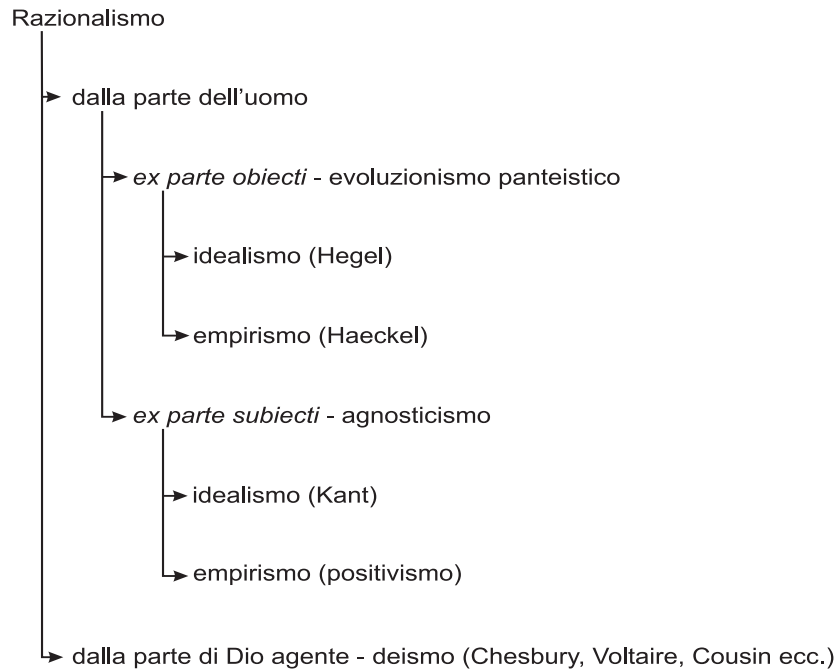 Razionalismo
dalla parte dell'uomo
ex parte obiecti - evoluzionismo panteistico
idealismo (Hegel)
empirismo (Haeckel)
ex parte subiecti - agnosticismo
idealismo (Kant)
empirismo (positivismo)
dalla parte di Dio agente - deismo (Chesbury, Voltaire, Cousin ecc.)